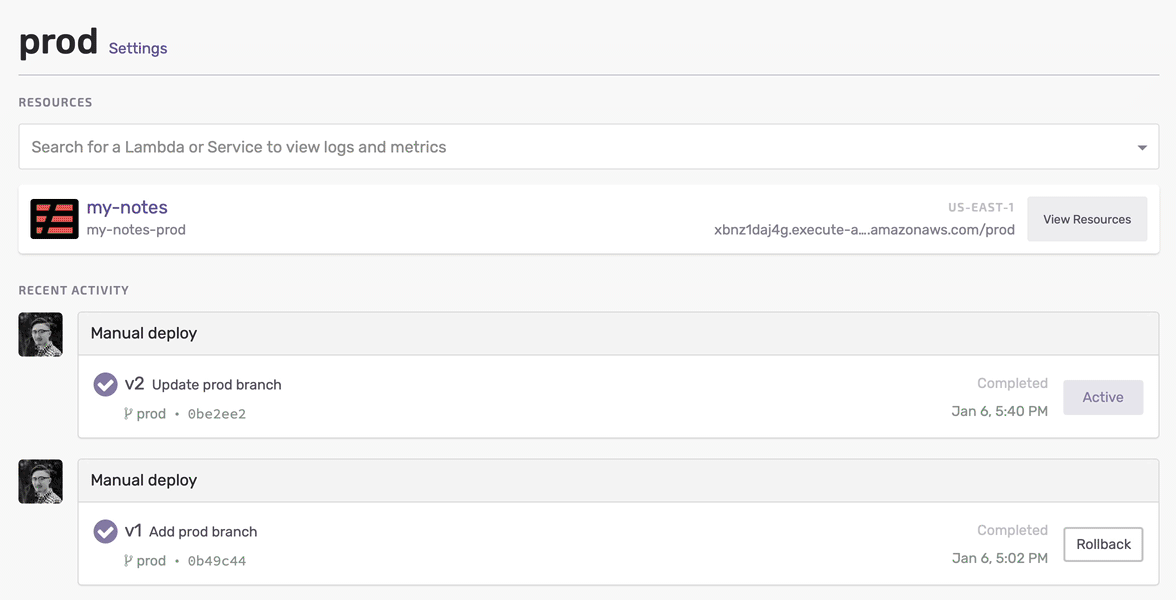 prod Settings
RESOURCES
Search for a Lambda or Service to view logs and metrics
my-notes
my-notes-prod
US-EAST-1
xbnz1daj4g.execute-a....amazonaws.com/prod
View Resources
RECENT ACTIVITY
Manual deploy
v2 Update prod branch
prod • 0be2ee2
Completed
Jan 6, 5:40 PM
Active
Manual deploy
v1 Add prod branch
prod • 0b49c44
Completed
Jan 6, 5:02 PM
Rollback